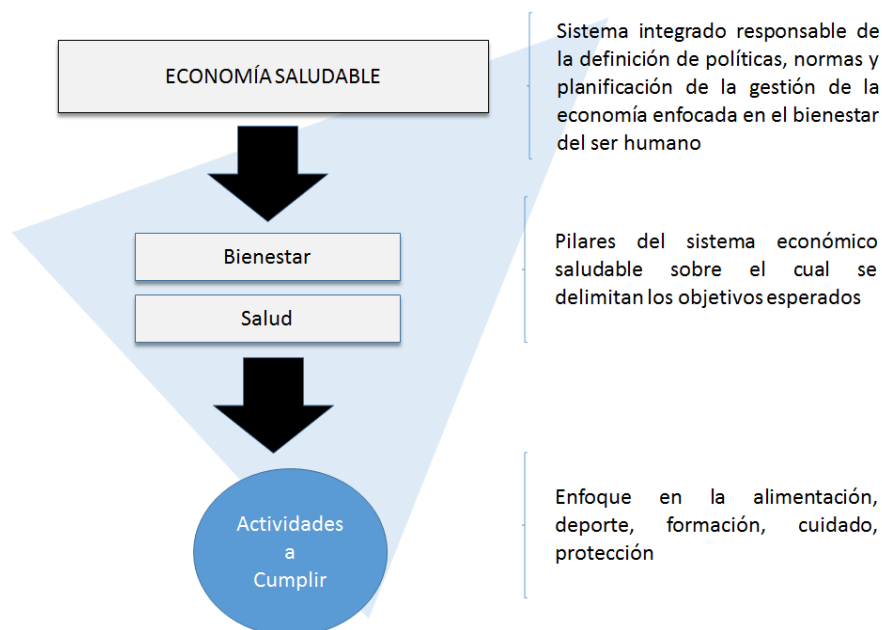 ECONOMÍA SALUDABLE
Sistema integrado responsable de
la definición de políticas, normas y
planificación de la gestión de la
economía enfocada en el bienestar
del ser humano
Bienestar
Salud
Pilares del sistema económico
saludable sobre el cual se
delimitan los objetivos esperados
Actividades
a
Cumplir
Enfoque en la alimentación,
deporte, formación, cuidado,
protección